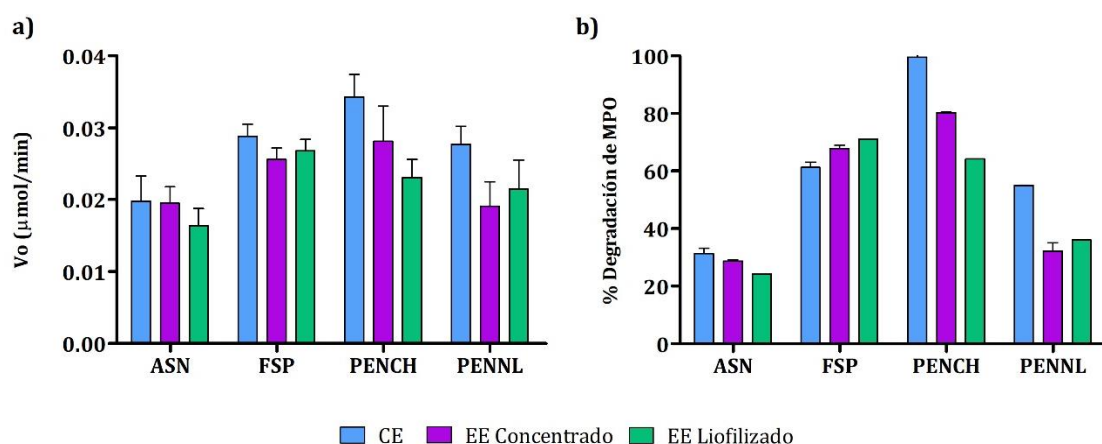 a)
Vo (µmol/min)
0.04
0.03
0.02
0.01
0.00
ASN FSP PENCH PENNL
b)
% Degradación de MPO
100
80
60
40
20
0
ASN FSP PENCH PENNL
CE EE Concentrado EE Liofilizado